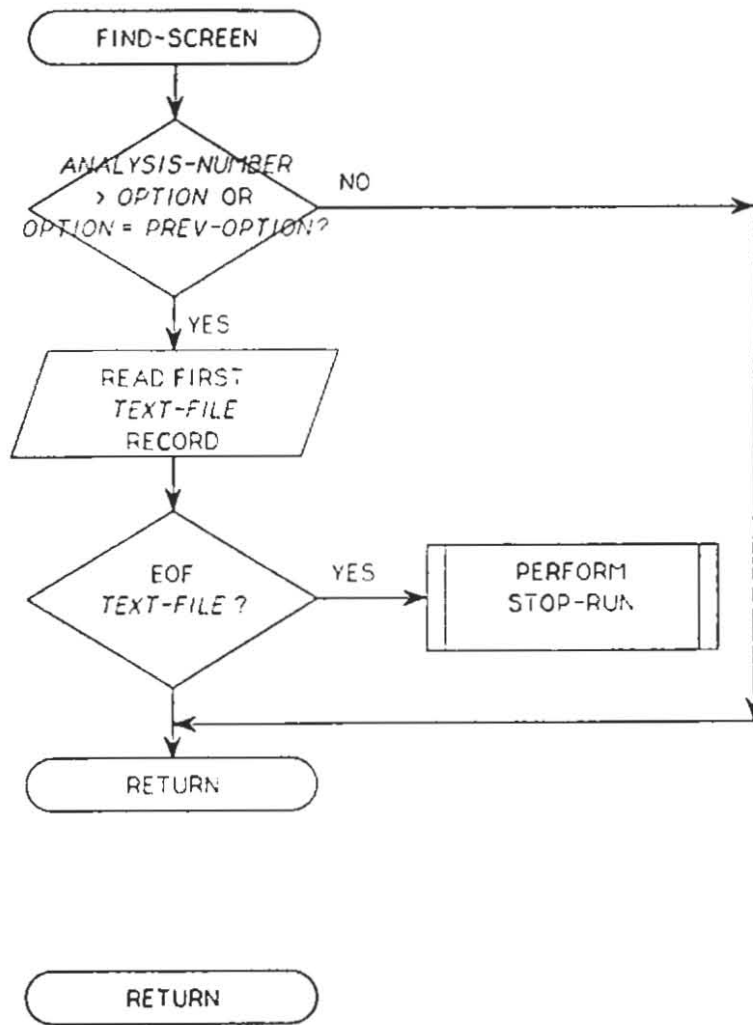 FIND-SCREEN
ANALYSIS-NUMBER
> OPTION OR
OPTION = PREV-OPTION?
NO
YES
READ FIRST
TEXT-FILE
RECORD
EOF
TEXT-FILE ?
YES
PERFORM
STOP-RUN
RETURN
RETURN